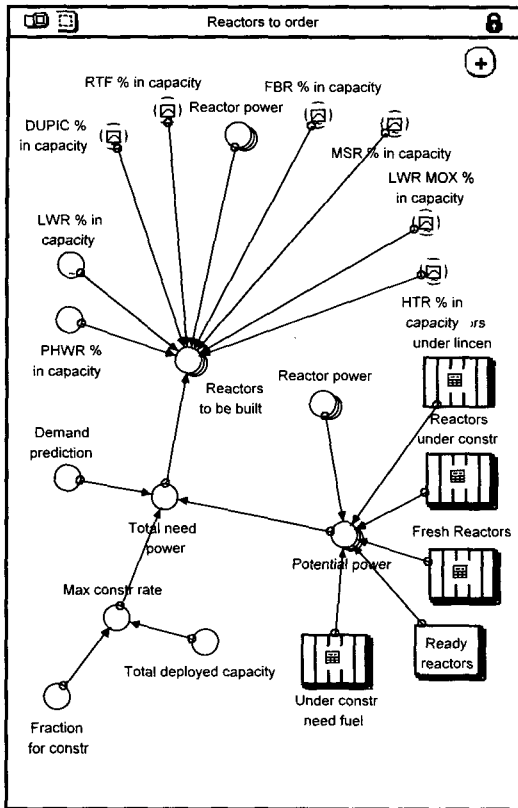 Reactors to order
+
RTF % in capacity
FBR % in capacity
Reactor power
DUPIC %
in capacity
MSR % in capacity
LWR MOX %
in capacity
LWR % in
capacity
HTR % in
capacity
under lincen
PHWR %
in capacity
Reactors
to be built
Reactor power
Reactors
under constr
Demand
prediction
Total need
power
Fresh Reactors
Potential power
Max constr rate
Ready
reactors
Total deployed capacity
Under constr
need fuel
Fraction
for constr